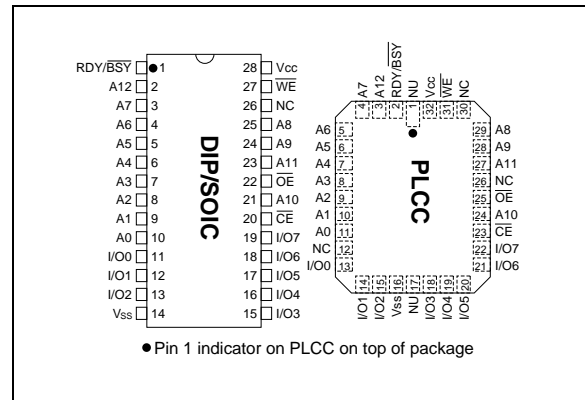 RDY/BSY 1 28 Vcc
A12 2 27 WE
A7 3 26 NC
A6 4 25 A8
A5 5 24 A9
A4 6 23 A11
A3 7 22 OE
A2 8 21 A10
A1 9 20 CE
A0 10 19 I/O7
I/O0 11 18 I/O6
I/O1 12 17 I/O5
I/O2 13 16 I/O4
Vss 14 15 I/O3
DIP/SOIC
A7 A12 RDY/BSY NU Vcc WE NC
4 3 2 1 32 31 30
A6 5 29 A8
A5 6 28 A9
A4 7 27 A11
A3 8 26 NC
A2 9 25 OE
A1 10 24 A10
A0 11 23 CE
NC 12 22 I/O7
I/O0 13 21 I/O6
PLCC
14 15 16 17 18 19 20
I/O1 I/O2 Vss NU I/O3 I/O4 I/O5
●Pin 1 indicator on PLCC on top of package